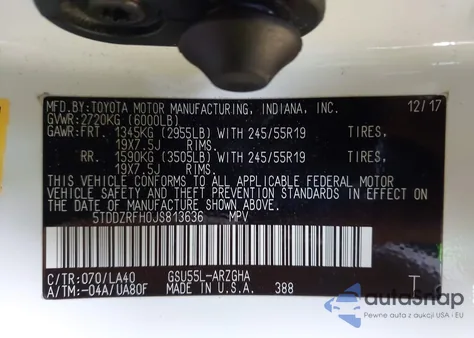 MFD.BY:TOYOTA MOTOR MANUFACTURING, INDIANA, INC. 12/17
GVWR:2720KG (6000LB)
GAWR:FRT. 1345KG (2955LB) WITH 245/55R19 TIRES,
19X7.5J RIMS.
RR. 1590KG (3505LB) WITH 245/55R19 TIRES,
19X7.5J RIMS.
THIS VEHICLE CONFORMS TO ALL APPLICABLE FEDERAL MOTOR
VEHICLE SAFETY AND THEFT PREVENTION STANDARDS IN EFFECT ON
THE DATE OF MANUFACTURE SHOWN ABOVE.
5TDDZRFH0JS813636 MPV
C/TR:070/LA40 GSU55L-ARZGHA
A/TM:-04A/UA80F MADE IN U.S.A. 388 T
autoSnap
Pewne auta z USA - EU